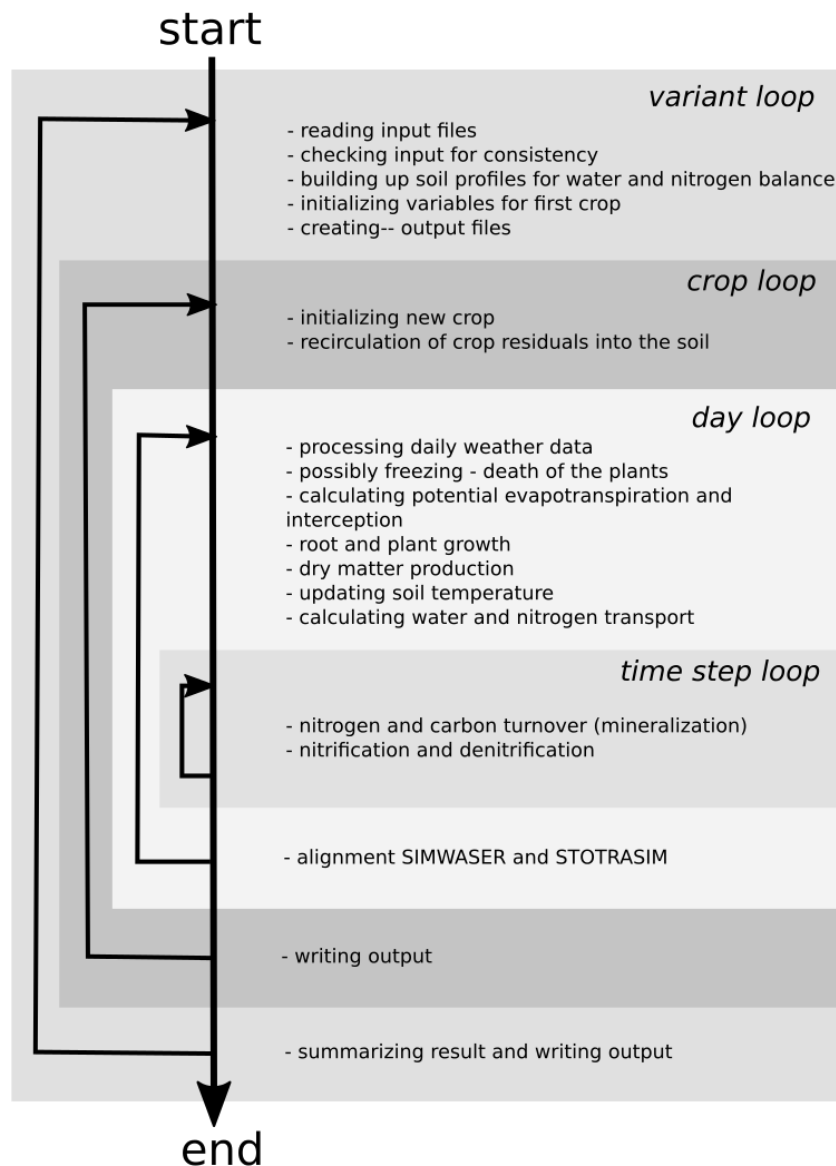 start
variant loop
- reading input files
- checking input for consistency
- building up soil profiles for water and nitrogen balance
- initializing variables for first crop
- creating-- output files
crop loop
- initializing new crop
- recirculation of crop residuals into the soil
day loop
- processing daily weather data
- possibly freezing - death of the plants
- calculating potential evapotranspiration and
interception
- root and plant growth
- dry matter production
- updating soil temperature
- calculating water and nitrogen transport
time step loop
- nitrogen and carbon turnover (mineralization)
- nitrification and denitrification
- alignment SIMWASER and STOTRASIM
- writing output
- summarizing result and writing output
end